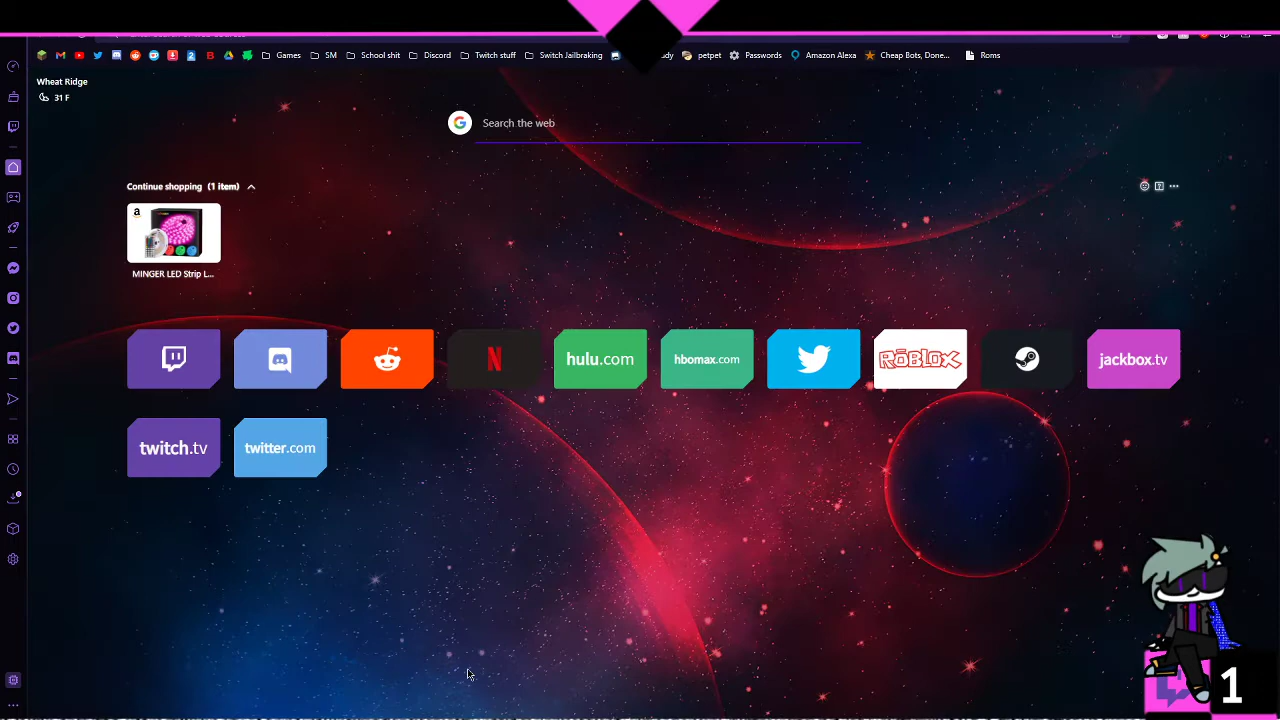 Games SM School shit Discord Twitch stuff Switch Jailbraking petpet Passwords Amazon Alexa Cheap Bots, Done... Roms
Wheat Ridge
31 F
Search the web
Continue shopping (1 item)
a
MINGER LED Strip L...
N
hulu.com
hbomax.com
ROBLOX
jackbox.tv
twitch.tv
twitter.com
1